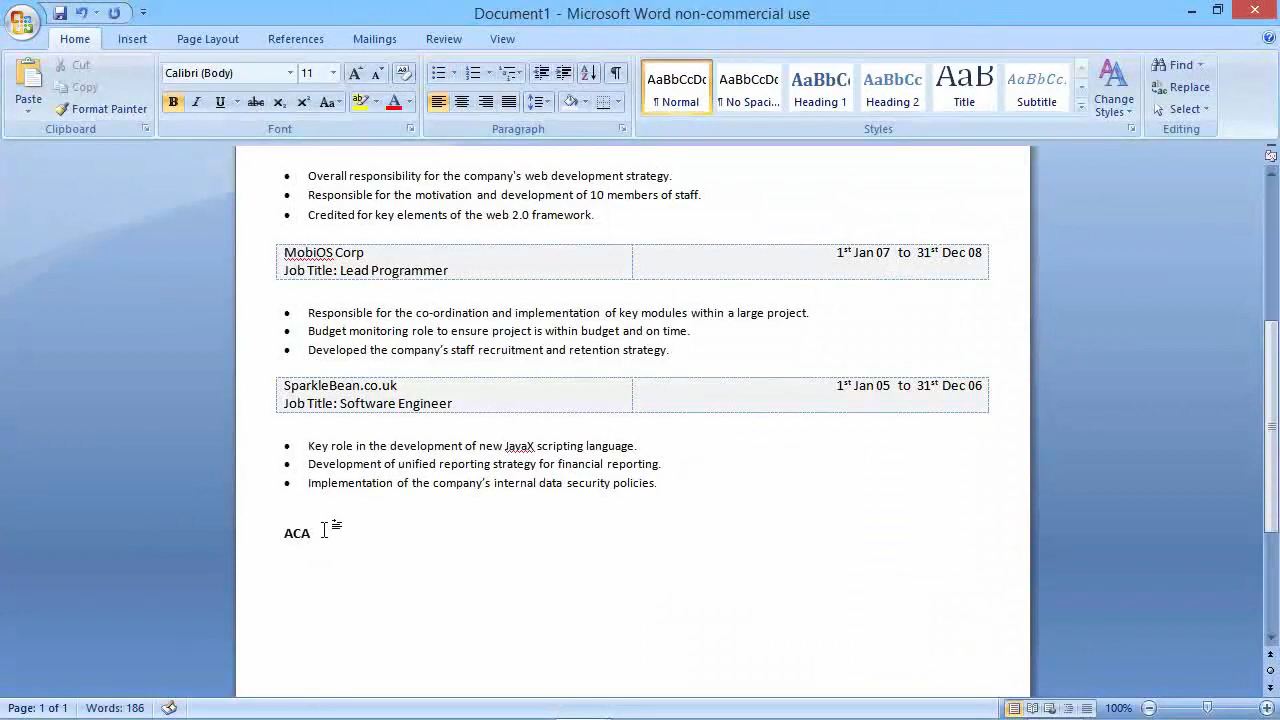 Document1 - Microsoft Word non-commercial use
Home Insert Page Layout References Mailings Review View
Paste
Cut
Copy
Format Painter
Clipboard
Calibri (Body) 11
B I U abc X₂ X² Aa
Font
Paragraph
AaBbCcDc AaBbCcDc AaBbCc AaBbCc AaB AaBbCc.
¶ Normal ¶ No Spaci... Heading 1 Heading 2 Title Subtitle
Change
Styles
Styles
Find
Replace
Select
Editing
• Overall responsibility for the company's web development strategy.
• Responsible for the motivation and development of 10 members of staff.
• Credited for key elements of the web 2.0 framework.
MobiOS Corp 1st Jan 07 to 31st Dec 08
Job Title: Lead Programmer
• Responsible for the co-ordination and implementation of key modules within a large project.
• Budget monitoring role to ensure project is within budget and on time.
• Developed the company's staff recruitment and retention strategy.
SparkleBean.co.uk 1st Jan 05 to 31st Dec 06
Job Title: Software Engineer
• Key role in the development of new JavaX scripting language.
• Development of unified reporting strategy for financial reporting.
• Implementation of the company's internal data security policies.
ACA
Page: 1 of 1 Words: 186 100%